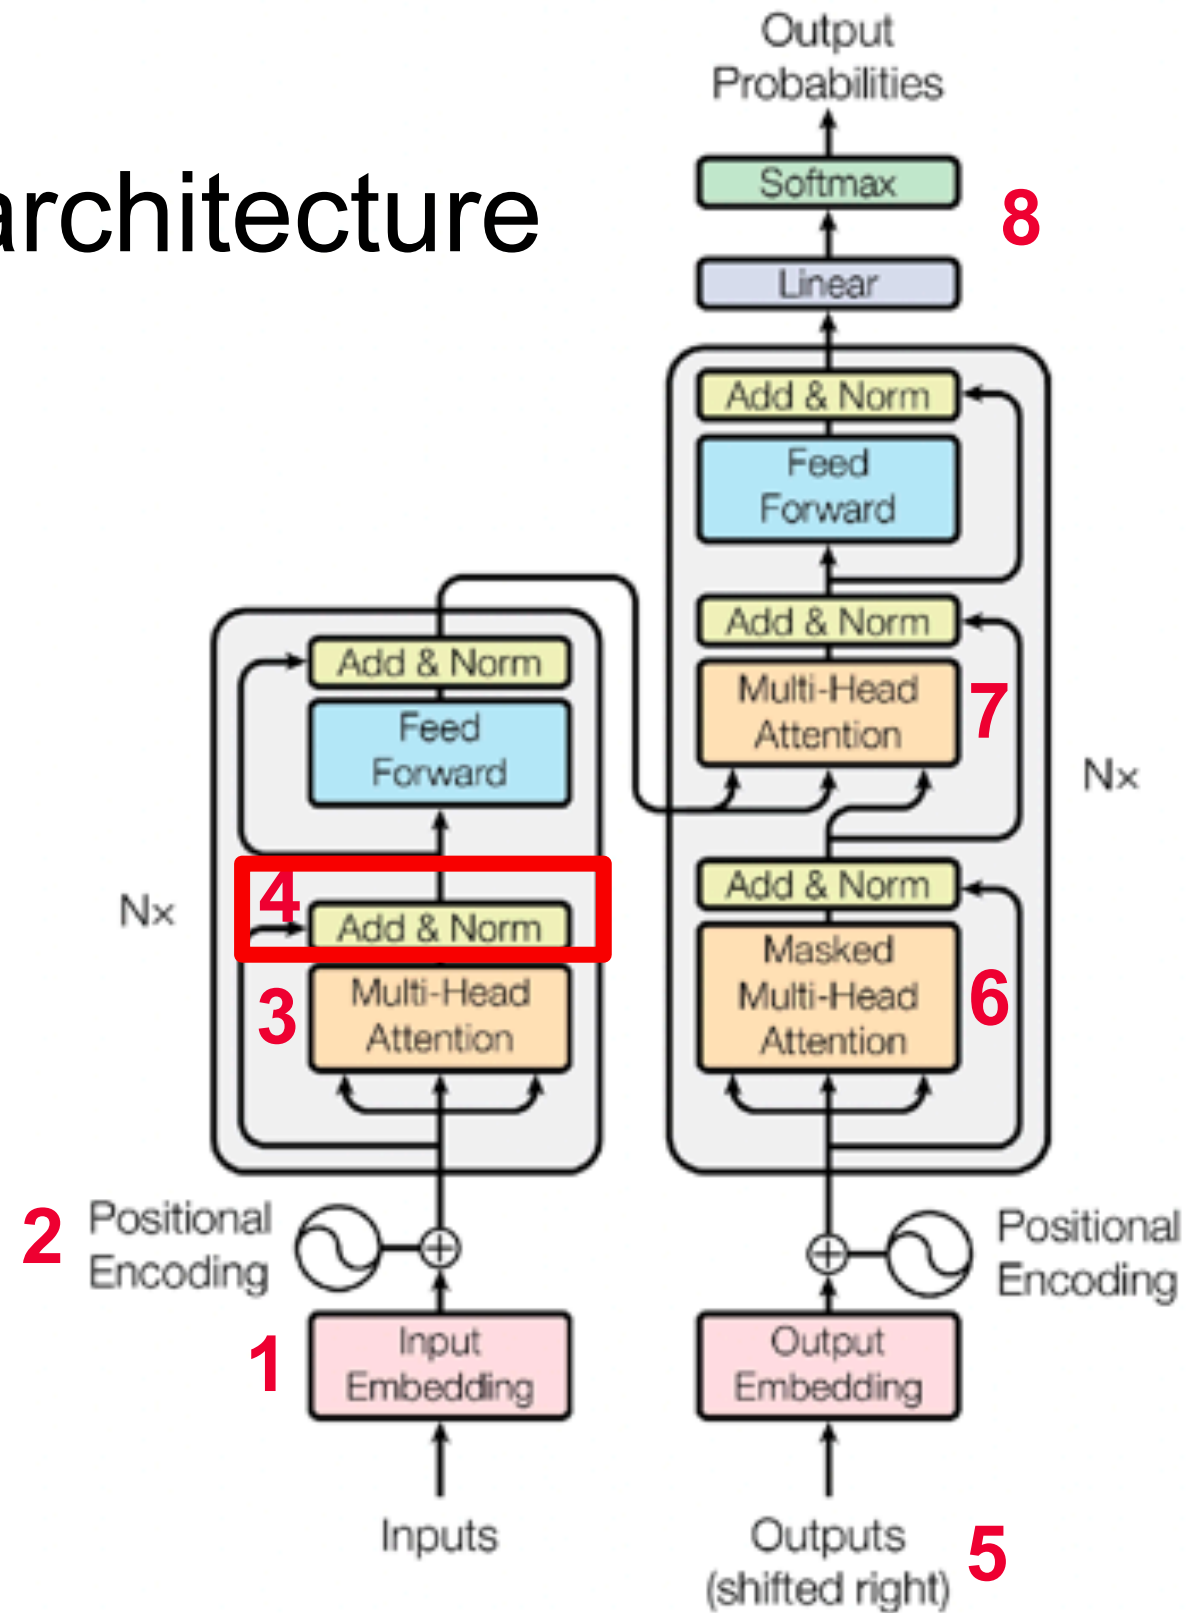 architecture
Output
Probabilities
Softmax
8
Linear
Add & Norm
Feed
Forward
Add & Norm
Multi-Head
Attention
7
Nx
Add & Norm
Masked
Multi-Head
Attention
6
Add & Norm
Feed
Forward
Nx
4
Add & Norm
3
Multi-Head
Attention
2
Positional
Encoding
Positional
Encoding
1
Input
Embedding
Output
Embedding
Inputs
Outputs
(shifted right)
5